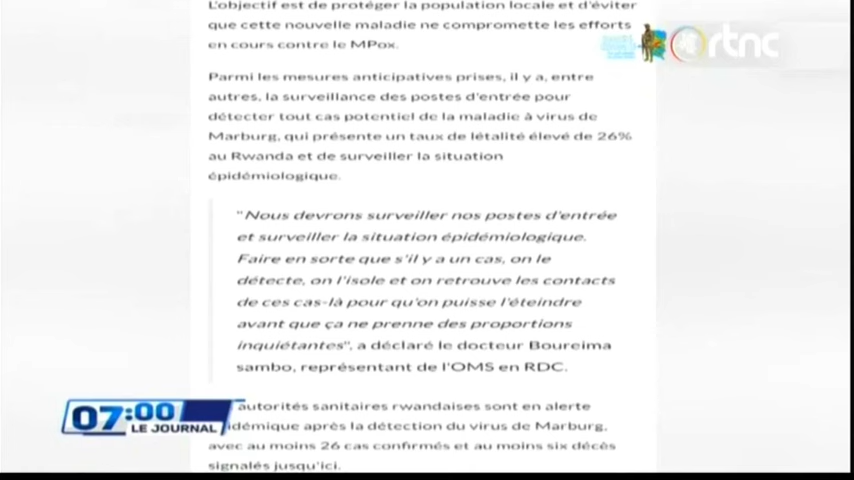 L'objectif est de protéger la population locale et d'éviter
que cette nouvelle maladie ne compromette les efforts
en cours contre le MPox.
rtnc
Parmi les mesures anticipatives prises, il y a, entre
autres, la surveillance des postes d'entrée pour
détecter tout cas potentiel de la maladie à virus de
Marburg, qui présente un taux de létalité élevé de 26%
au Rwanda et de surveiller la situation
épidémiologique.
"Nous devrons surveiller nos postes d'entrée
et surveiller la situation épidémiologique.
Faire en sorte que s'il y a un cas, on le
détecte, on l'isole et on retrouve les contacts
de ces cas-là pour qu'on puisse l'éteindre
avant que ça ne prenne des proportions
inquiétantes", a déclaré le docteur Boureima
sambo, représentant de l'OMS en RDC.
autorités sanitaires rwandaises sont en alerte
idémique après la détection du virus de Marburg,
avec au moins 26 cas confirmés et au moins six décès
signalés jusqu'ici.
07:00
LE JOURNAL